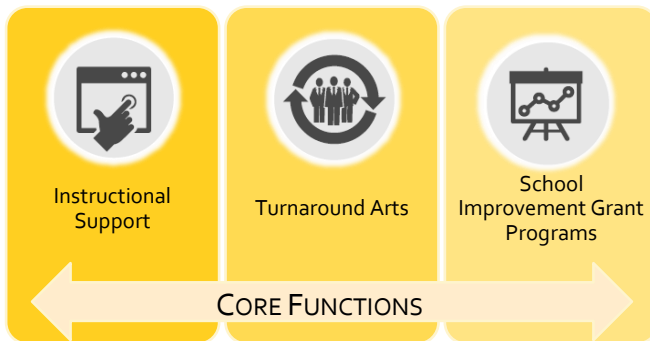 Instructional
Support
Turnaround Arts
School
Improvement Grant
Programs
CORE FUNCTIONS